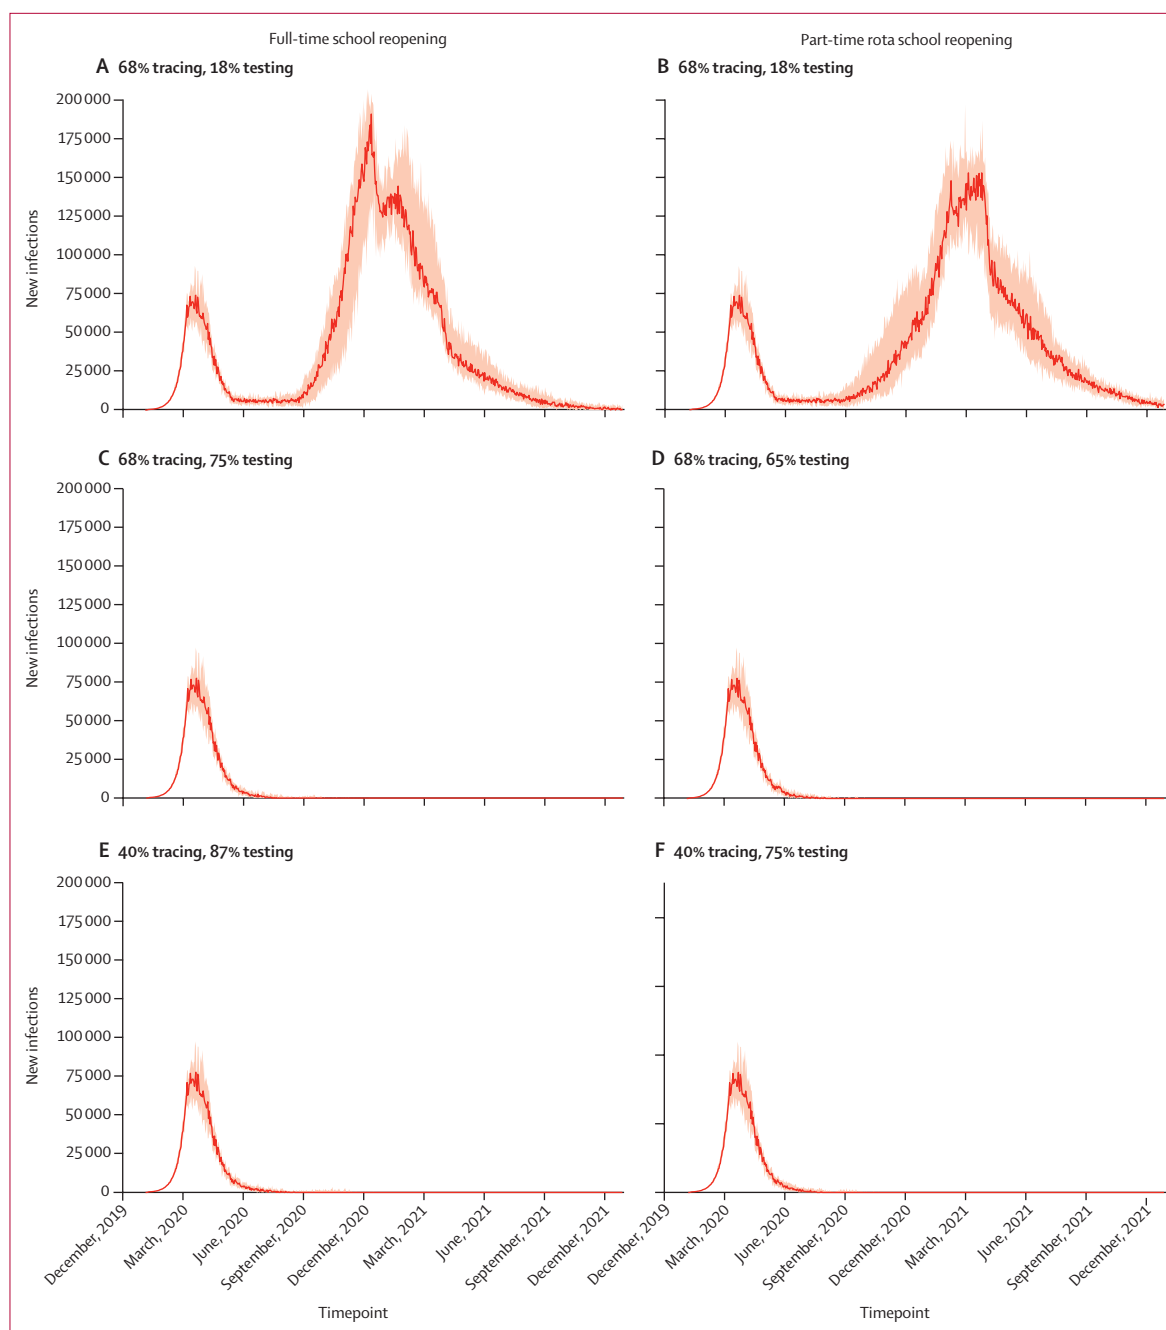 Full-time school reopening
Part-time rota school reopening
A 68% tracing, 18% testing
B 68% tracing, 18% testing
200 000
175 000
150 000
125 000
100 000
75 000
50 000
25 000
0
New infections
C 68% tracing, 75% testing
D 68% tracing, 65% testing
200 000
175 000
150 000
125 000
100 000
75 000
50 000
25 000
0
New infections
E 40% tracing, 87% testing
F 40% tracing, 75% testing
200 000
175 000
150 000
125 000
100 000
75 000
50 000
25 000
0
New infections
December, 2019
March, 2020
June, 2020
September, 2020
December, 2020
March, 2021
June, 2021
September, 2021
December, 2021
Timepoint
December, 2019
March, 2020
June, 2020
September, 2020
December, 2020
March, 2021
June, 2021
September, 2021
December, 2021
Timepoint